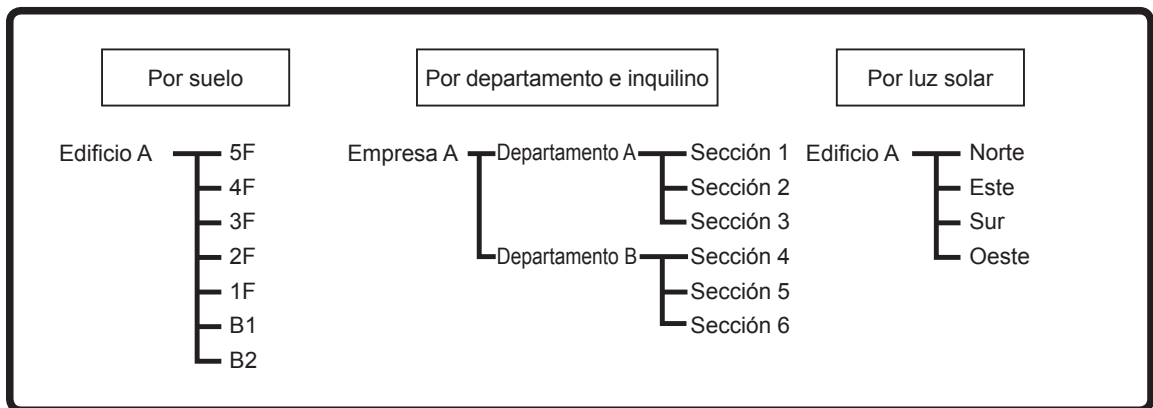 Por suelo
Por departamento e inquilino
Por luz solar
Edificio A
5F
4F
3F
2F
1F
B1
B2
Empresa A
Departamento A
Sección 1
Sección 2
Sección 3
Departamento B
Sección 4
Sección 5
Sección 6
Edificio A
Norte
Este
Sur
Oeste